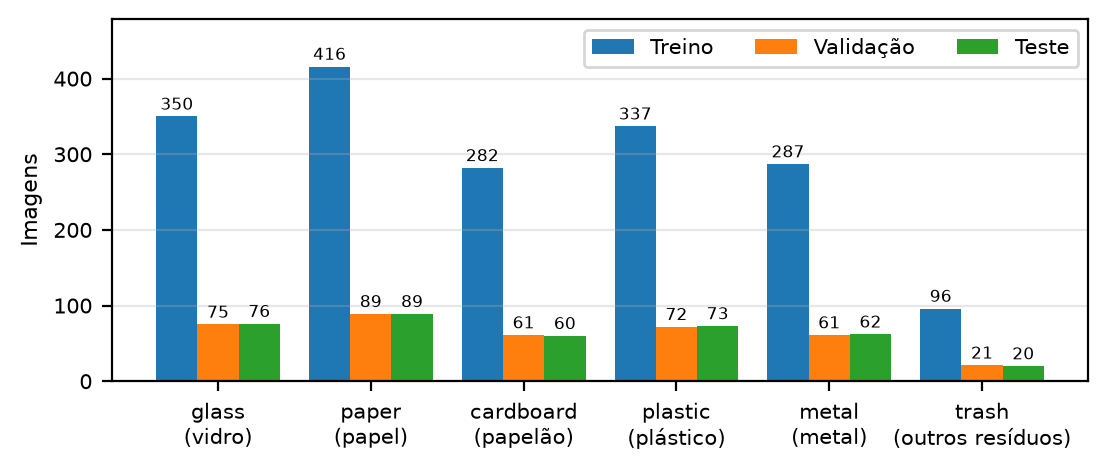 Treino Validação Teste
Imagens
400
300
200
100
0
350 75 76
416 89 89
282 61 60
337 72 73
287 61 62
96 21 20
glass
(vidro)
paper
(papel)
cardboard
(papelão)
plastic
(plástico)
metal
(metal)
trash
(outros resíduos)